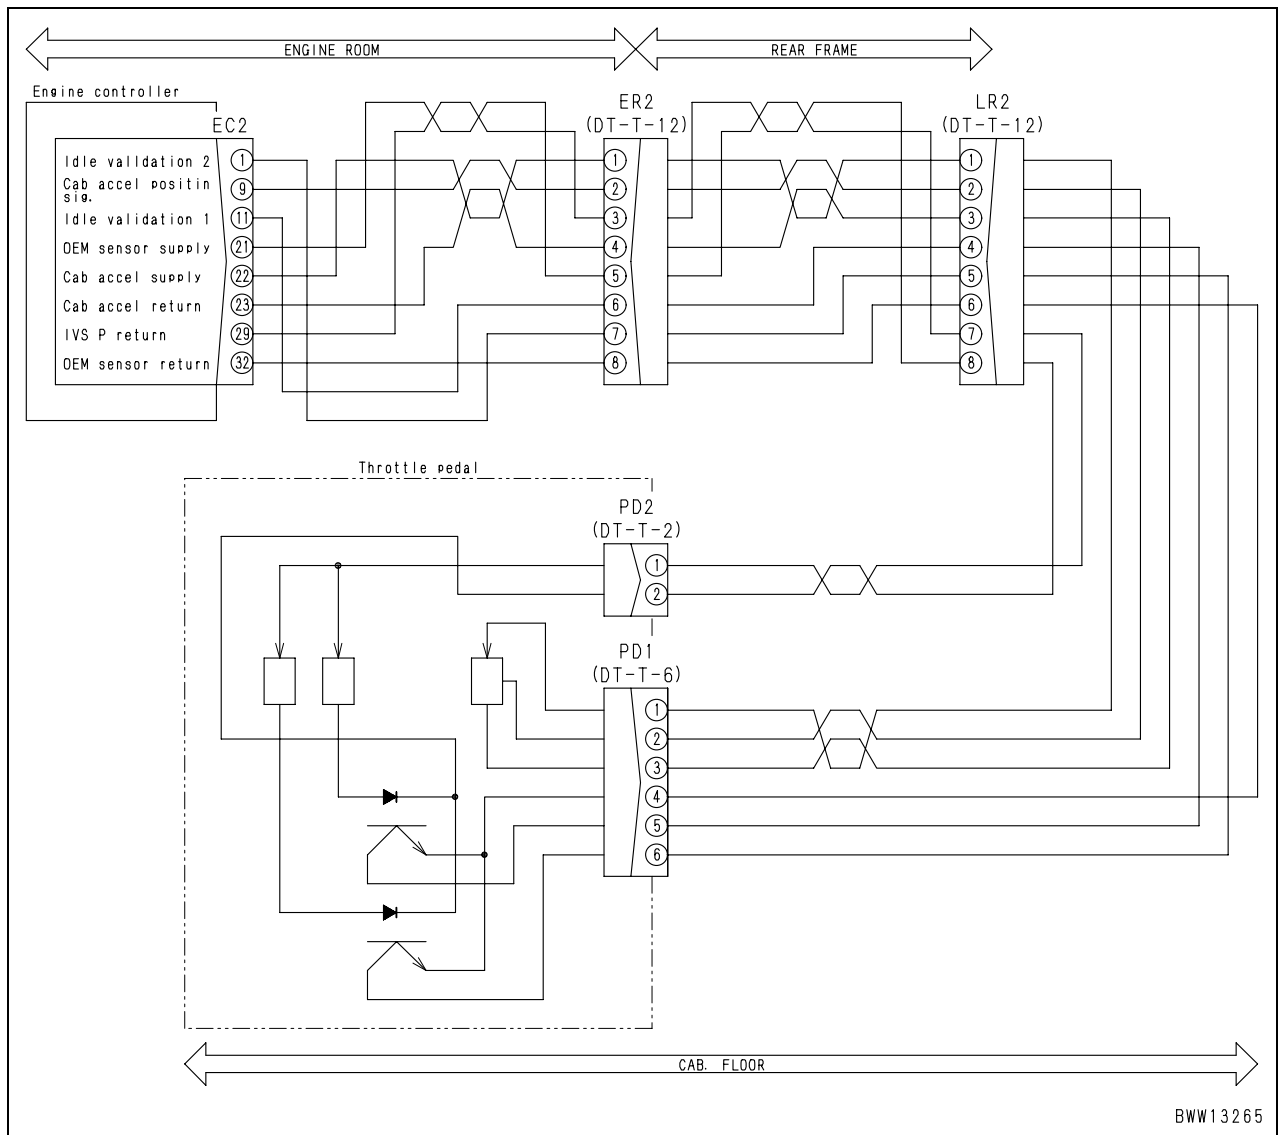 ENGINE ROOM
REAR FRAME
Engine controller
EC2
ER2
(DT-T-12)
LR2
(DT-T-12)
Idle valldation 2
1
Cab accel positin
sig.
9
Idle validation 1
11
OEM sensor supply
21
Cab accel supply
22
Cab accel return
23
IVS P return
29
OEM sensor return
32
1
2
3
4
5
6
7
8
1
2
3
4
5
6
7
8
Throttle pedal
PD2
(DT-T-2)
1
2
PD1
(DT-T-6)
1
2
3
4
5
6
CAB. FLOOR
BWW13265